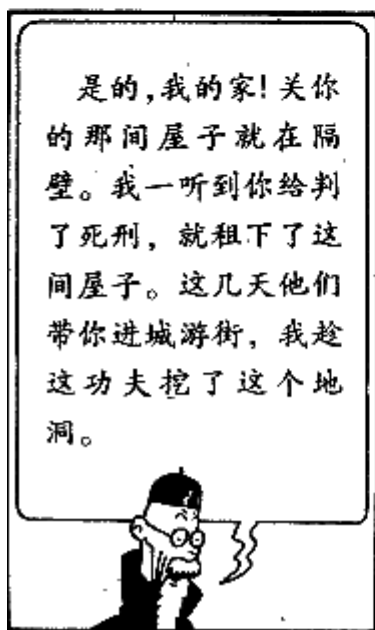 是的,我的家!关你
的那间屋子就在隔
壁。我一听到你给判
了死刑，就租下了这
间屋子。这几天他们
带你进城游街，我趁
这功夫挖了这个地
洞。